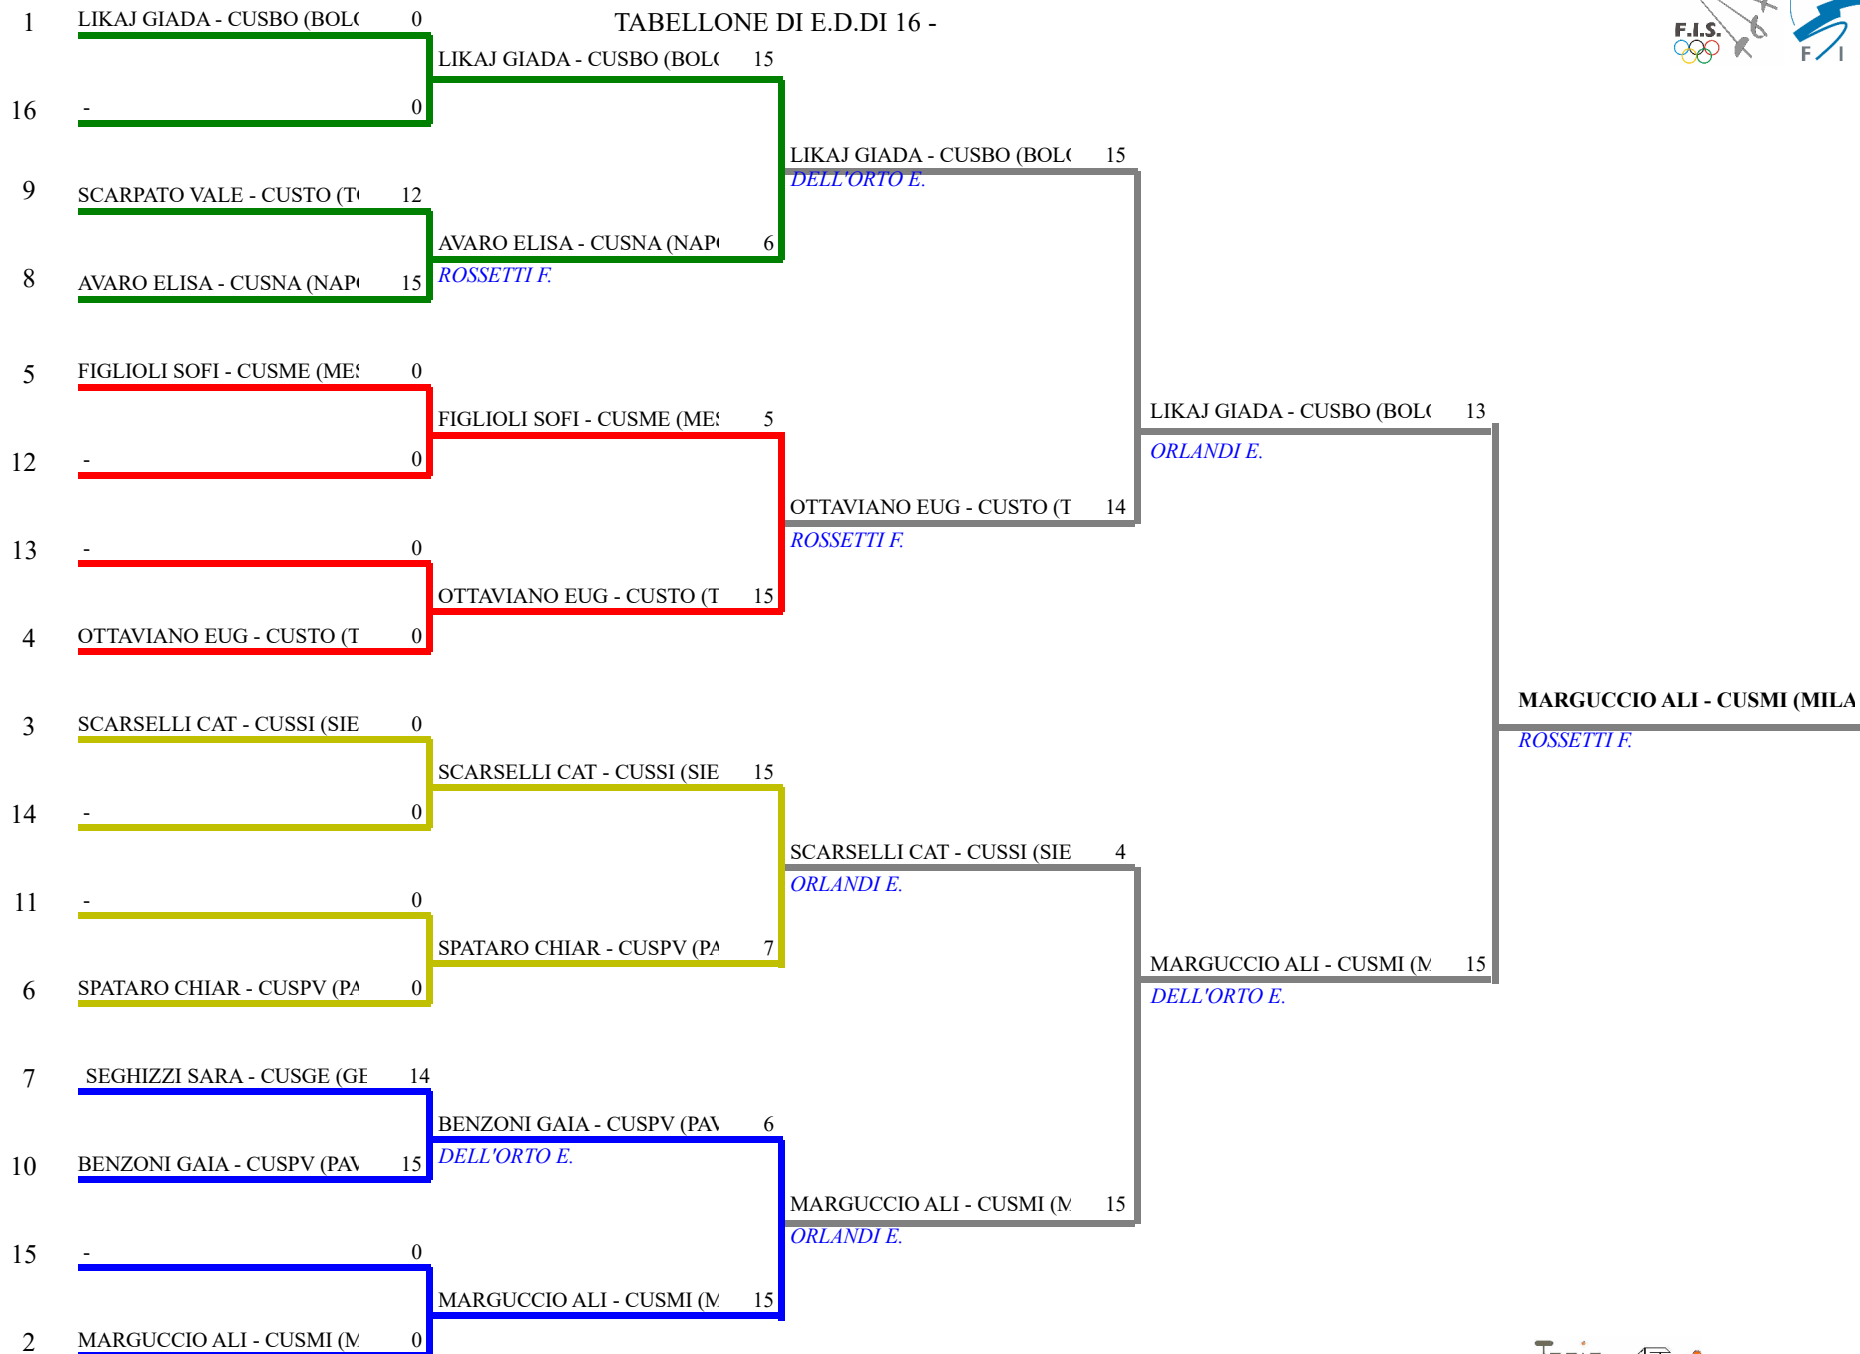 TABELLONE DI E.D.DI 16 -
F.I.S.
F I
1 LIKAJ GIADA - CUSBO (BOL 0
LIKAJ GIADA - CUSBO (BOL 15
16 - 0
LIKAJ GIADA - CUSBO (BOL 15
DELL'ORTO E.
9 SCARPATO VALE - CUSTO (T 12
AVARO ELISA - CUSNA (NAP 6
ROSSETTI F.
8 AVARO ELISA - CUSNA (NAP 15
5 FIGLIOLI SOFI - CUSME (ME 0
FIGLIOLI SOFI - CUSME (ME 5
LIKAJ GIADA - CUSBO (BOL 13
ORLANDI E.
12 - 0
OTTAVIANO EUG - CUSTO (T 14
ROSSETTI F.
13 - 0
OTTAVIANO EUG - CUSTO (T 15
4 OTTAVIANO EUG - CUSTO (T 0
MARGUCCIO ALI - CUSMI (MILA
ROSSETTI F.
3 SCARSELLI CAT - CUSSI (SIE 0
SCARSELLI CAT - CUSSI (SIE 15
14 - 0
SCARSELLI CAT - CUSSI (SIE 4
ORLANDI E.
11 - 0
SPATARO CHIAR - CUSPV (PA 7
MARGUCCIO ALI - CUSMI (M 15
DELL'ORTO E.
6 SPATARO CHIAR - CUSPV (PA 0
7 SEGHIZZI SARA - CUSGE (GE 14
BENZONI GAIA - CUSPV (PAV 6
DELL'ORTO E.
10 BENZONI GAIA - CUSPV (PAV 15
MARGUCCIO ALI - CUSMI (M 15
ORLANDI E.
15 - 0
MARGUCCIO ALI - CUSMI (M 15
2 MARGUCCIO ALI - CUSMI (M 0